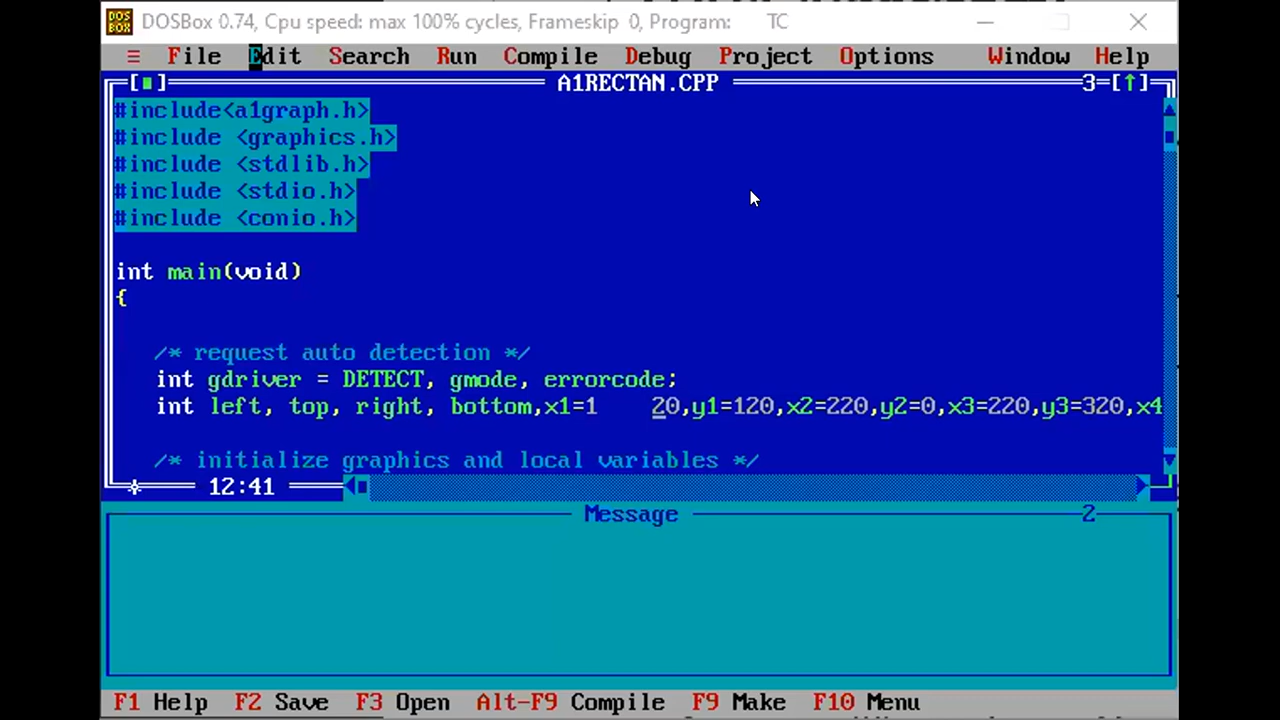 DOSBox 0.74, Cpu speed: max 100% cycles, Frameskip 0, Program: TC
≡ File Edit Search Run Compile Debug Project Options Window Help
[■] A1RECTAN.CPP 3=[↑]
#include<a1graph.h>
#include <graphics.h>
#include <stdlib.h>
#include <stdio.h>
#include <conio.h>
int main(void)
{
/* request auto detection */
int gdriver = DETECT, gmode, errorcode;
int left, top, right, bottom,x1=1    20,y1=120,x2=220,y2=0,x3=220,y3=320,x4
/* initialize graphics and local variables */
12:41
Message 2
F1 Help F2 Save F3 Open Alt-F9 Compile F9 Make F10 Menu